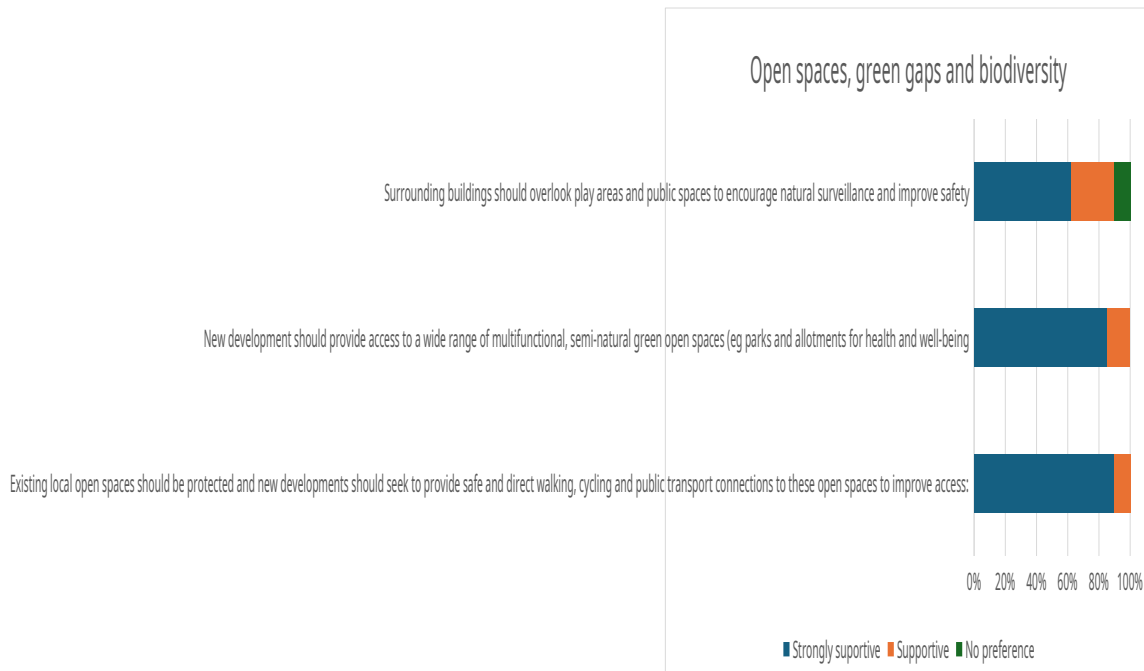 Open spaces, green gaps and biodiversity
Surrounding buildings should overlook play areas and public spaces to encourage natural surveillance and improve safety
New development should provide access to a wide range of multifunctional, semi-natural green open spaces (eg parks and allotments for health and well-being
Existing local open spaces should be protected and new developments should seek to provide safe and direct walking, cycling and public transport connections to these open spaces to improve access:
0% 20% 40% 60% 80% 100%
Strongly suportive Supportive No preference